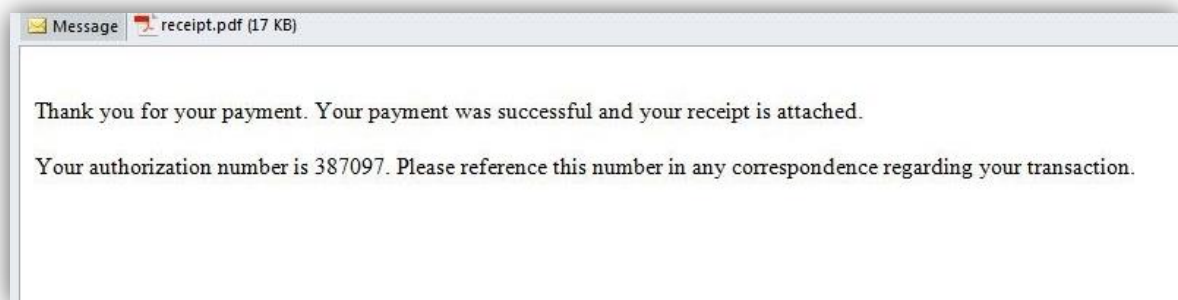 Message receipt.pdf (17 KB)
Thank you for your payment. Your payment was successful and your receipt is attached.
Your authorization number is 387097. Please reference this number in any correspondence regarding your transaction.